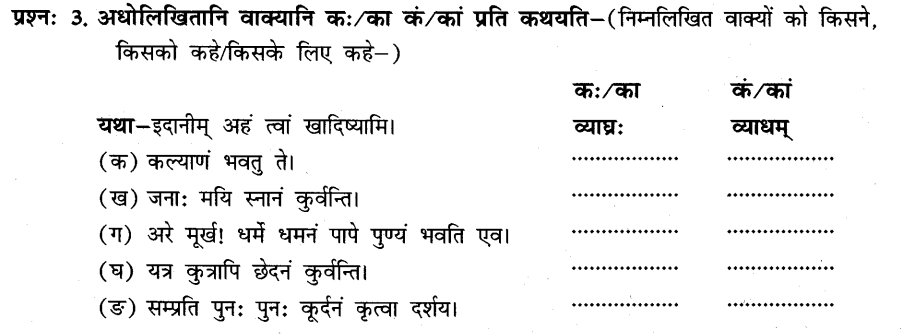 प्रश्नः 3. अधोलिखितानि वाक्यानि कः/का कं/कां प्रति कथयति–(निम्नलिखित वाक्यों को किसने,
किसको कहे/किसके लिए कहे–)
कः/का कं/कां
यथा–इदानीम् अहं त्वां खादिष्यामि। व्याघ्रः व्याधम्
(क) कल्याणं भवतु ते। .................. ..................
(ख) जनाः मयि स्नानं कुर्वन्ति। .................. ..................
(ग) अरे मूर्ख! धर्मे धमनं पापे पुण्यं भवति एव। .................. ..................
(घ) यत्र कुत्रापि छेदनं कुर्वन्ति। .................. ..................
(ङ) सम्प्रति पुनः पुनः कूर्दनं कृत्वा दर्शय। .................. ..................